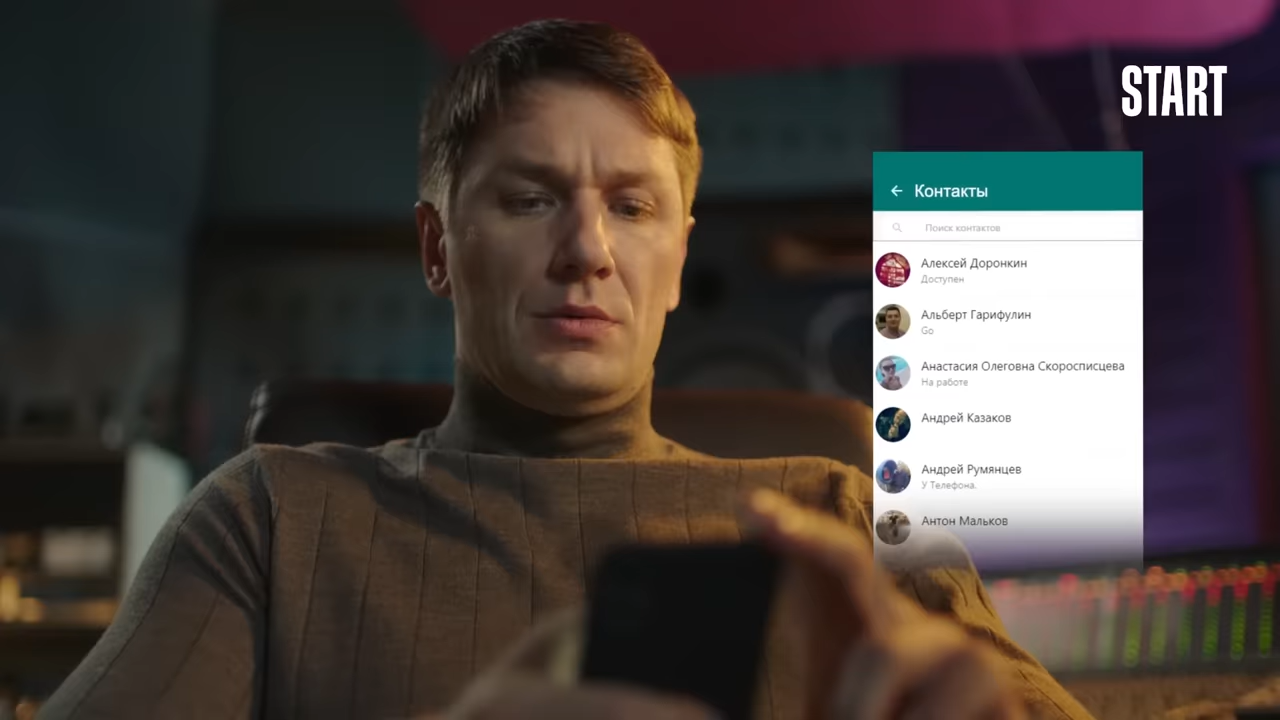 START
Контакты
Поиск контактов
Алексей Доронкин
Доступен
Альберт Гарифулин
Go
Анастасия Олеговна Скоросписцева
На работе
Андрей Казаков
Андрей Румянцев
У Телефона.
Антон Мальков